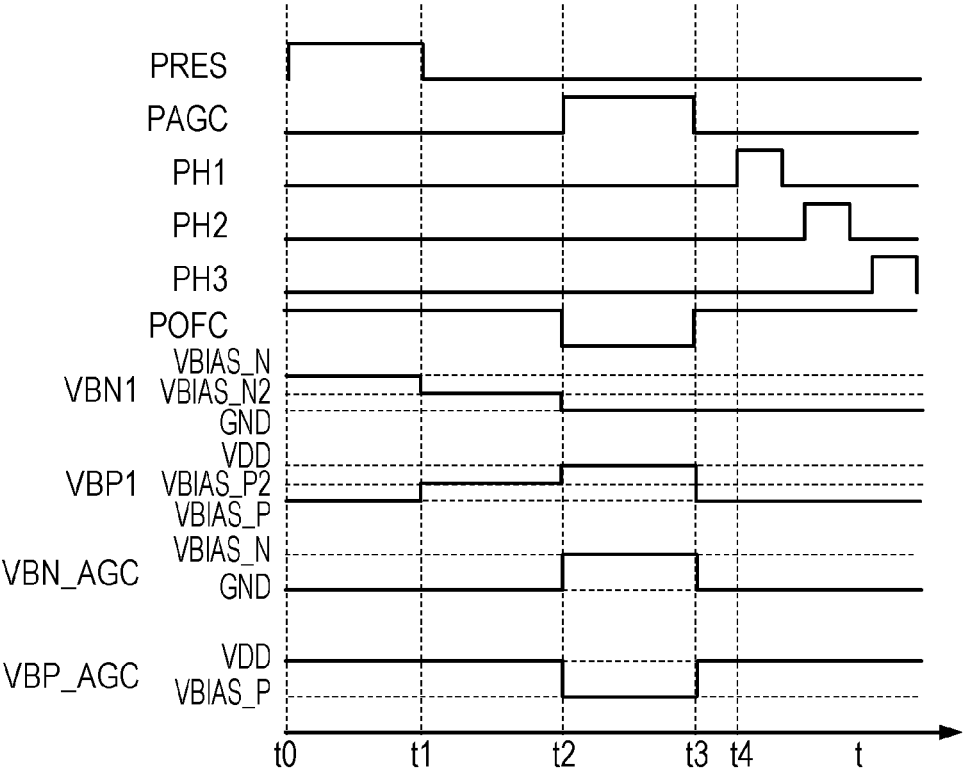 PRES
PAGC
PH1
PH2
PH3
POFC
VBIAS_N
VBN1 VBIAS_N2
GND
VDD
VBP1 VBIAS_P2
VBIAS_P
VBIAS_N
VBN_AGC
GND
VDD
VBP_AGC
VBIAS_P
t0 t1 t2 t3 t4 t